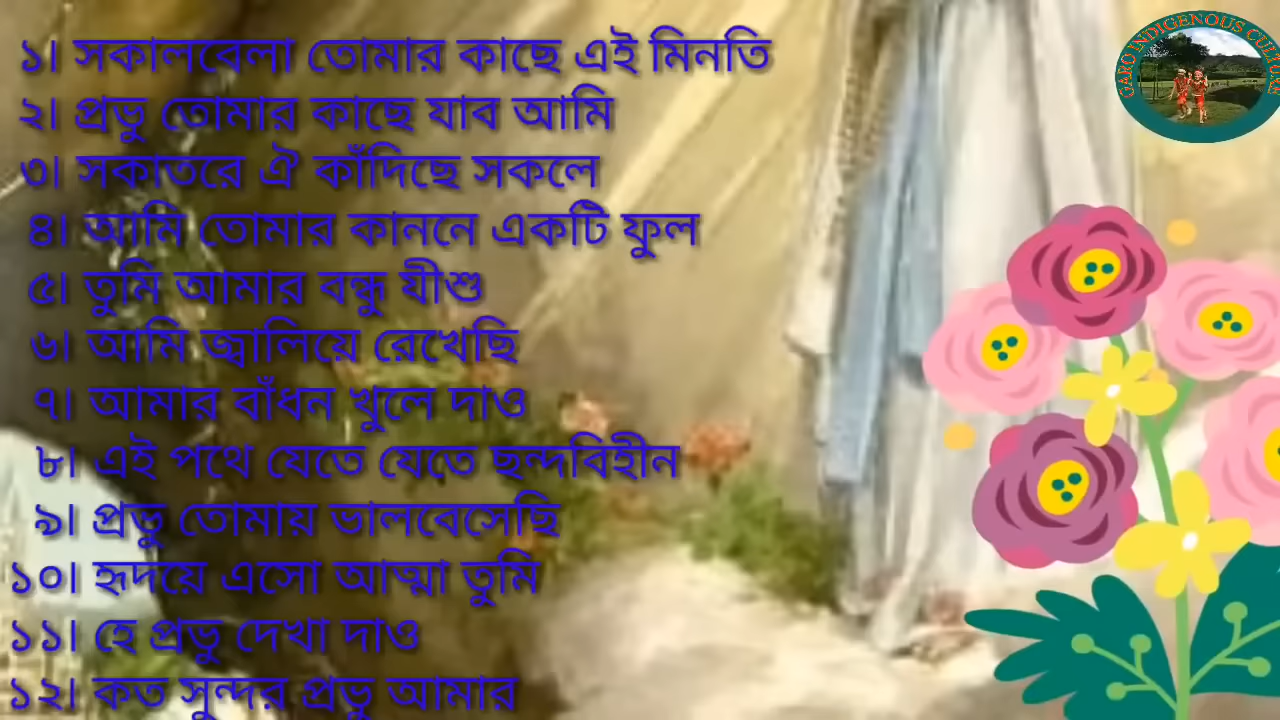 ১। সকালবেলা তোমার কাছে এই মিনতি
২। প্রভু তোমার কাছে যাব আমি
৩। সকাতরে ঐ কাঁদিছে সকলে
৪। আমি তোমার কাননে একটি ফুল
৫। তুমি আমার বন্ধু যীশু
৬। আমি জ্বালিয়ে রেখেছি
৭। আমার বাঁধন খুলে দাও
৮। এই পথে যেতে যেতে ছন্দবিহীন
৯। প্রভু তোমায় ভালবেসেছি
১০। হৃদয়ে এসো আত্মা তুমি
১১। হে প্রভু দেখা দাও
১২। কত সুন্দর প্রভু আমার
GARO INDIGENOUS CULTURE